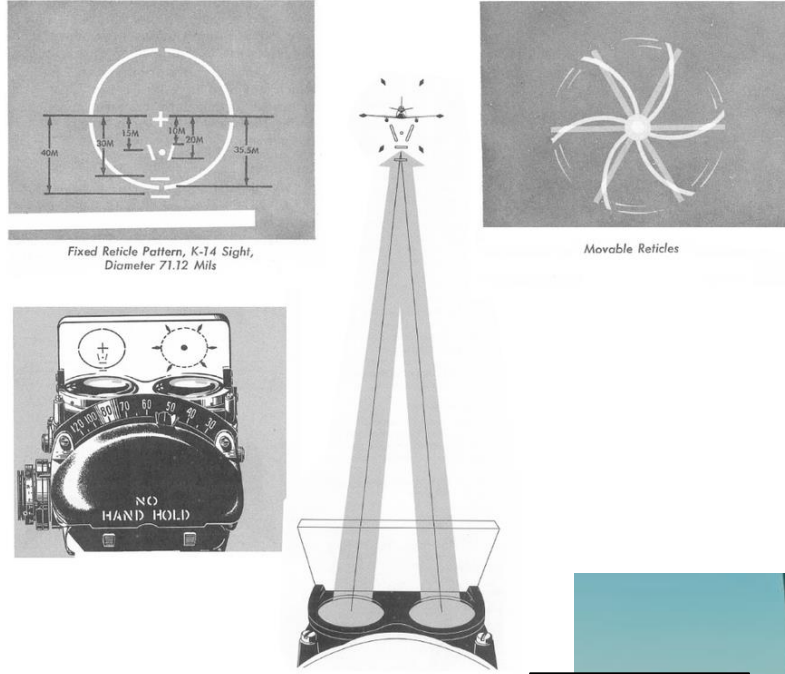 15M
10M
20M
30M
40M
35.5M
Fixed Reticle Pattern, K-14 Sight,
Diameter 71.12 Mils
Movable Reticles
120 100 80 70 60 50 40 30
NO
HAND HOLD